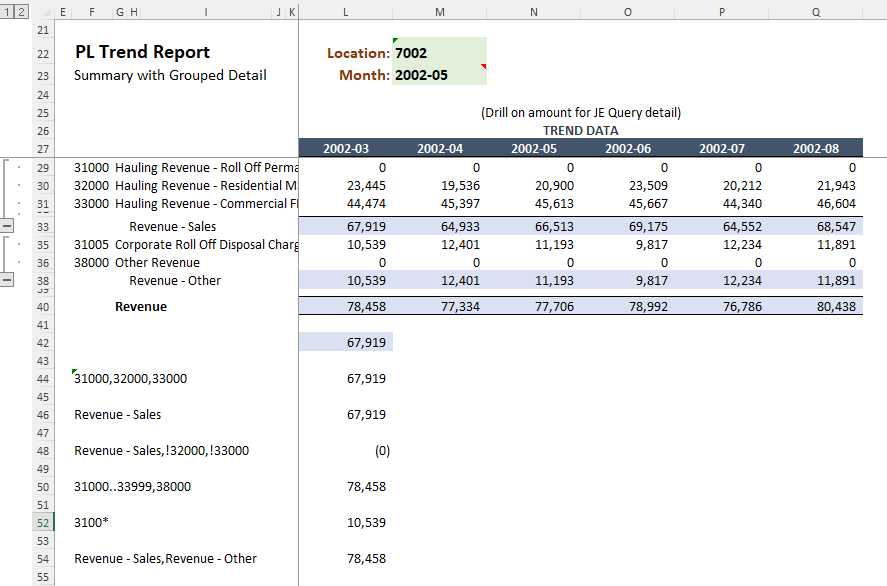 1 2 E F G H I J K L M N O P Q
21
22 PL Trend Report Location: 7002
23 Summary with Grouped Detail Month: 2002-05
24
25 (Drill on amount for JE Query detail)
26 TREND DATA
27 2002-03 2002-04 2002-05 2002-06 2002-07 2002-08
29 31000 Hauling Revenue - Roll Off Perma 0 0 0 0 0 0
30 32000 Hauling Revenue - Residential M 23,445 19,536 20,900 23,509 20,212 21,943
31 33000 Hauling Revenue - Commercial F 44,474 45,397 45,613 45,667 44,340 46,604
33 Revenue - Sales 67,919 64,933 66,513 69,175 64,552 68,547
35 31005 Corporate Roll Off Disposal Charg 10,539 12,401 11,193 9,817 12,234 11,891
36 38000 Other Revenue 0 0 0 0 0 0
38 Revenue - Other 10,539 12,401 11,193 9,817 12,234 11,891
39
40 Revenue 78,458 77,334 77,706 78,992 76,786 80,438
41
42 67,919
43
44 31000,32000,33000 67,919
45
46 Revenue - Sales 67,919
47
48 Revenue - Sales,!32000,!33000 (0)
49
50 31000..33999,38000 78,458
51
52 3100* 10,539
53
54 Revenue - Sales,Revenue - Other 78,458
55